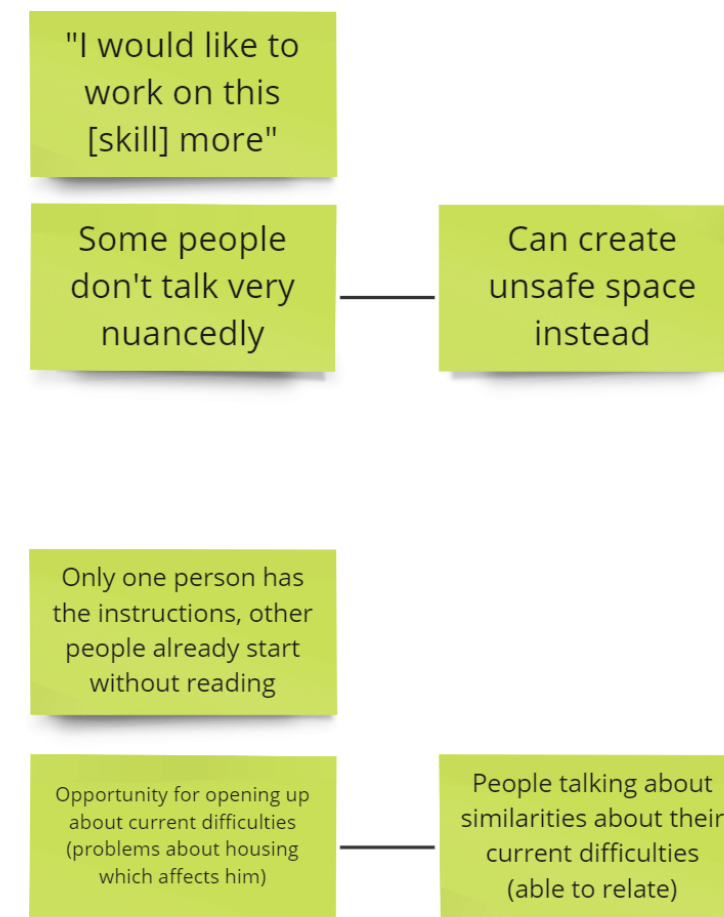 "I would like to
work on this
[skill] more"
Some people
don't talk very
nuancedly
Can create
unsafe space
instead
Only one person has
the instructions, other
people already start
without reading
Opportunity for opening up
about current difficulties
(problems about housing
which affects him)
People talking about
similarities about their
current difficulties
(able to relate)